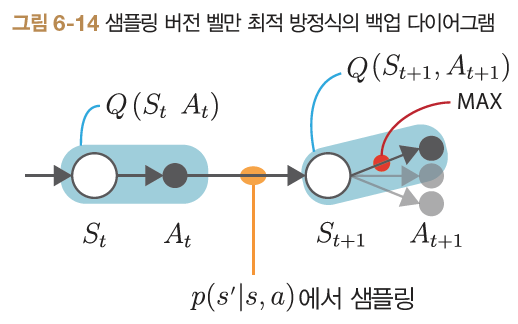 그림 6-14 샘플링 버전 벨만 최적 방정식의 백업 다이어그램
Q(S_{t+1}, A_{t+1})
Q(S_t A_t)
MAX
S_t
A_t
S_{t+1}
A_{t+1}
p(s'|s, a)에서 샘플링